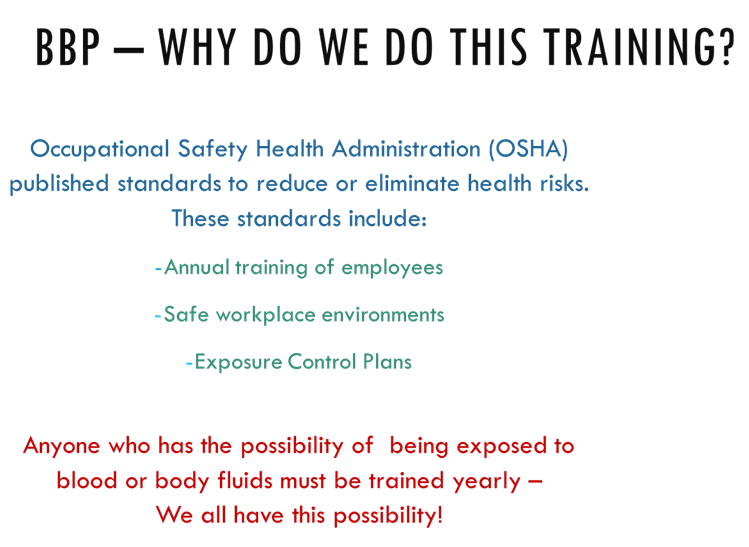 BBP – WHY DO WE DO THIS TRAINING?
Occupational Safety Health Administration (OSHA)
published standards to reduce or eliminate health risks.
These standards include:
-Annual training of employees
-Safe workplace environments
-Exposure Control Plans
Anyone who has the possibility of  being exposed to
blood or body fluids must be trained yearly –
We all have this possibility!